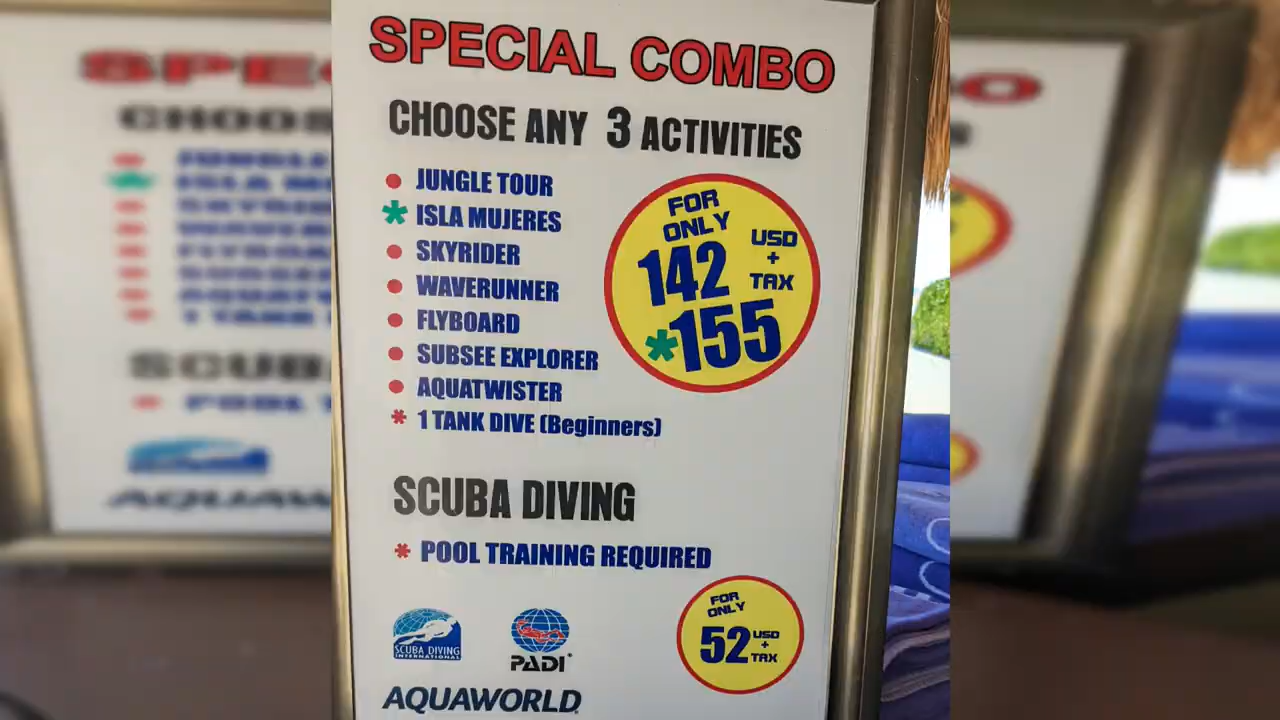 SPECIAL COMBO
CHOOSE ANY 3 ACTIVITIES
JUNGLE TOUR
* ISLA MUJERES
SKYRIDER
WAVERUNNER
FLYBOARD
SUBSEE EXPLORER
AQUATWISTER
* 1 TANK DIVE (Beginners)
FOR
ONLY
142 USD
+
TAX
*155
SCUBA DIVING
* POOL TRAINING REQUIRED
FOR
ONLY
52 USD
+
TAX
SCUBA DIVING
INTERNATIONAL
PADI
AQUAWORLD